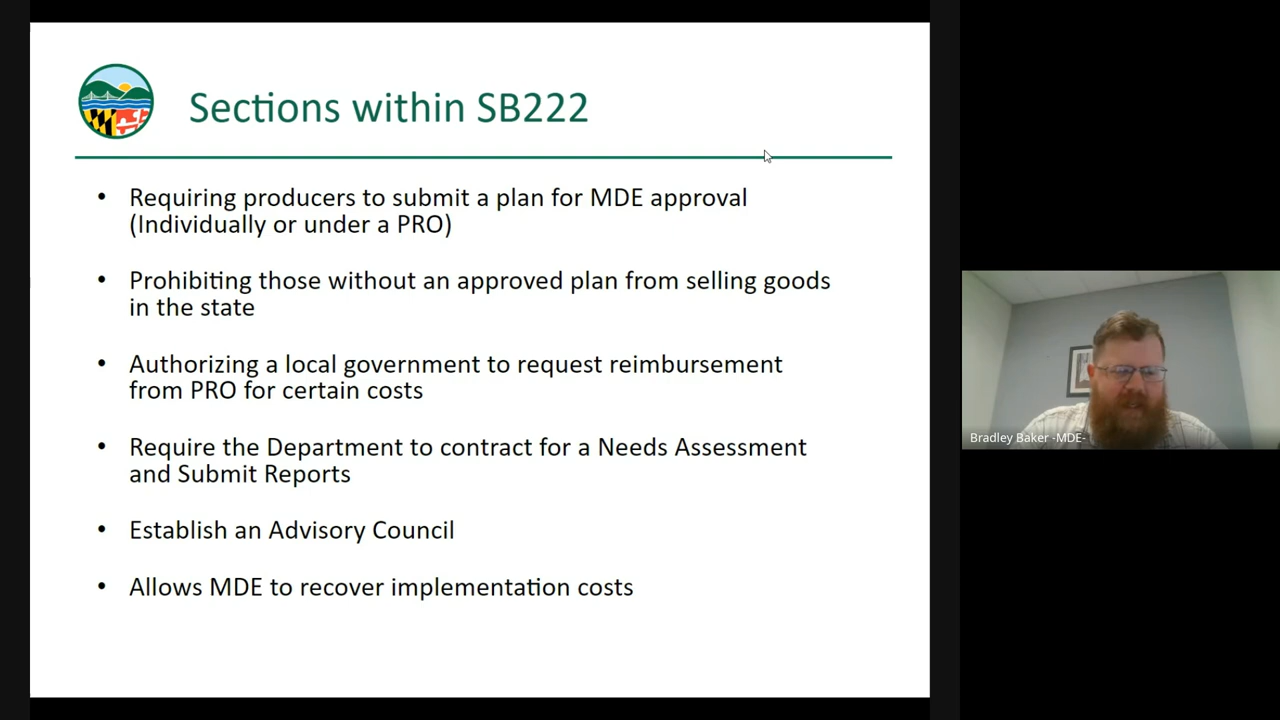 Sections within SB222
• Requiring producers to submit a plan for MDE approval
(Individually or under a PRO)
• Prohibiting those without an approved plan from selling goods
in the state
• Authorizing a local government to request reimbursement
from PRO for certain costs
• Require the Department to contract for a Needs Assessment
and Submit Reports
• Establish an Advisory Council
• Allows MDE to recover implementation costs
Bradley Baker -MDE-